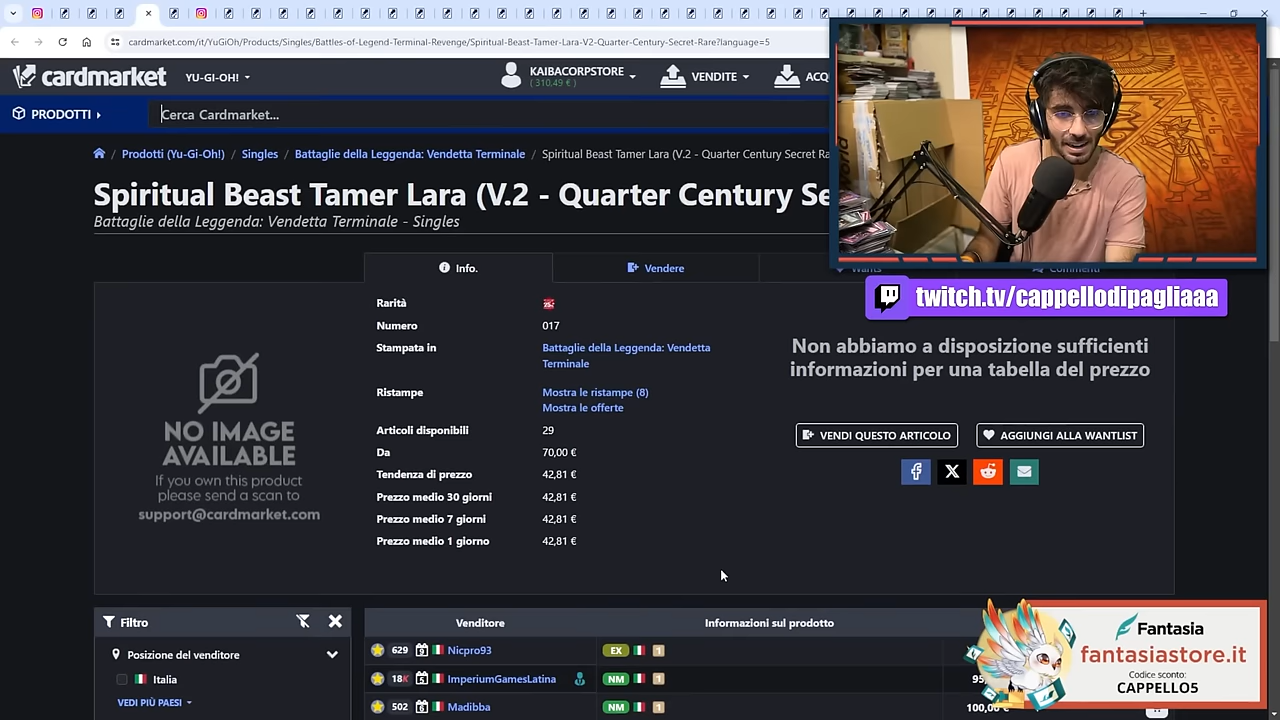 cardmarket.com/it/YuGiOh/Products/Singles/Battles-of-Legend-Terminal-Revenge/Spiritual-Beast-Tamer-Lara-V2-Quarter-Century-Secret-Rare?language=5
cardmarket
YU-GI-OH!
KAIBACORPSTORE
(310,49 €)
VENDITE
ACQ
PRODOTTI
Cerca Cardmarket...
/ Prodotti (Yu-Gi-Oh!) / Singles / Battaglie della Leggenda: Vendetta Terminale / Spiritual Beast Tamer Lara (V.2 - Quarter Century Secret Ra
Spiritual Beast Tamer Lara (V.2 - Quarter Century Se
Battaglie della Leggenda: Vendetta Terminale - Singles
twitch.tv/cappellodipagliaaa
Info.
Vendere
Wants
Commenti
NO IMAGE
AVAILABLE
If you own this product
please send a scan to
support@cardmarket.com
Rarità
Numero 017
Stampata in Battaglie della Leggenda: Vendetta
Terminale
Ristampe Mostra le ristampe (8)
Mostra le offerte
Articoli disponibili 29
Da 70,00 €
Tendenza di prezzo 42,81 €
Prezzo medio 30 giorni 42,81 €
Prezzo medio 7 giorni 42,81 €
Prezzo medio 1 giorno 42,81 €
Non abbiamo a disposizione sufficienti
informazioni per una tabella del prezzo
VENDI QUESTO ARTICOLO
AGGIUNGI ALLA WANTLIST
Filtro
Posizione del venditore
Italia
VEDI PIÙ PAESI
Venditore
Informazioni sul prodotto
629 Nicpro93 EX 1
18K ImperiumGamesLatina NM 1 95,
502 Madibba NM 1 100,00 €
Fantasia
fantasiastore.it
Codice sconto:
CAPPELLO5